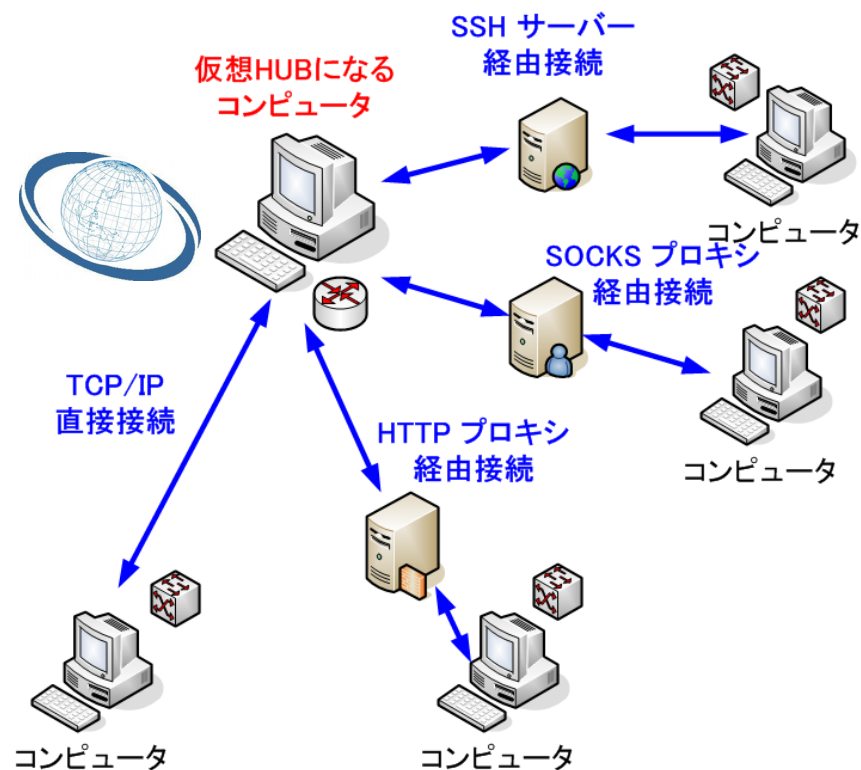 SSH サーバー
経由接続
仮想HUBになる
コンピュータ
コンピュータ
SOCKS プロキシ
経由接続
TCP/IP
直接接続
HTTP プロキシ
経由接続
コンピュータ
コンピュータ
コンピュータ